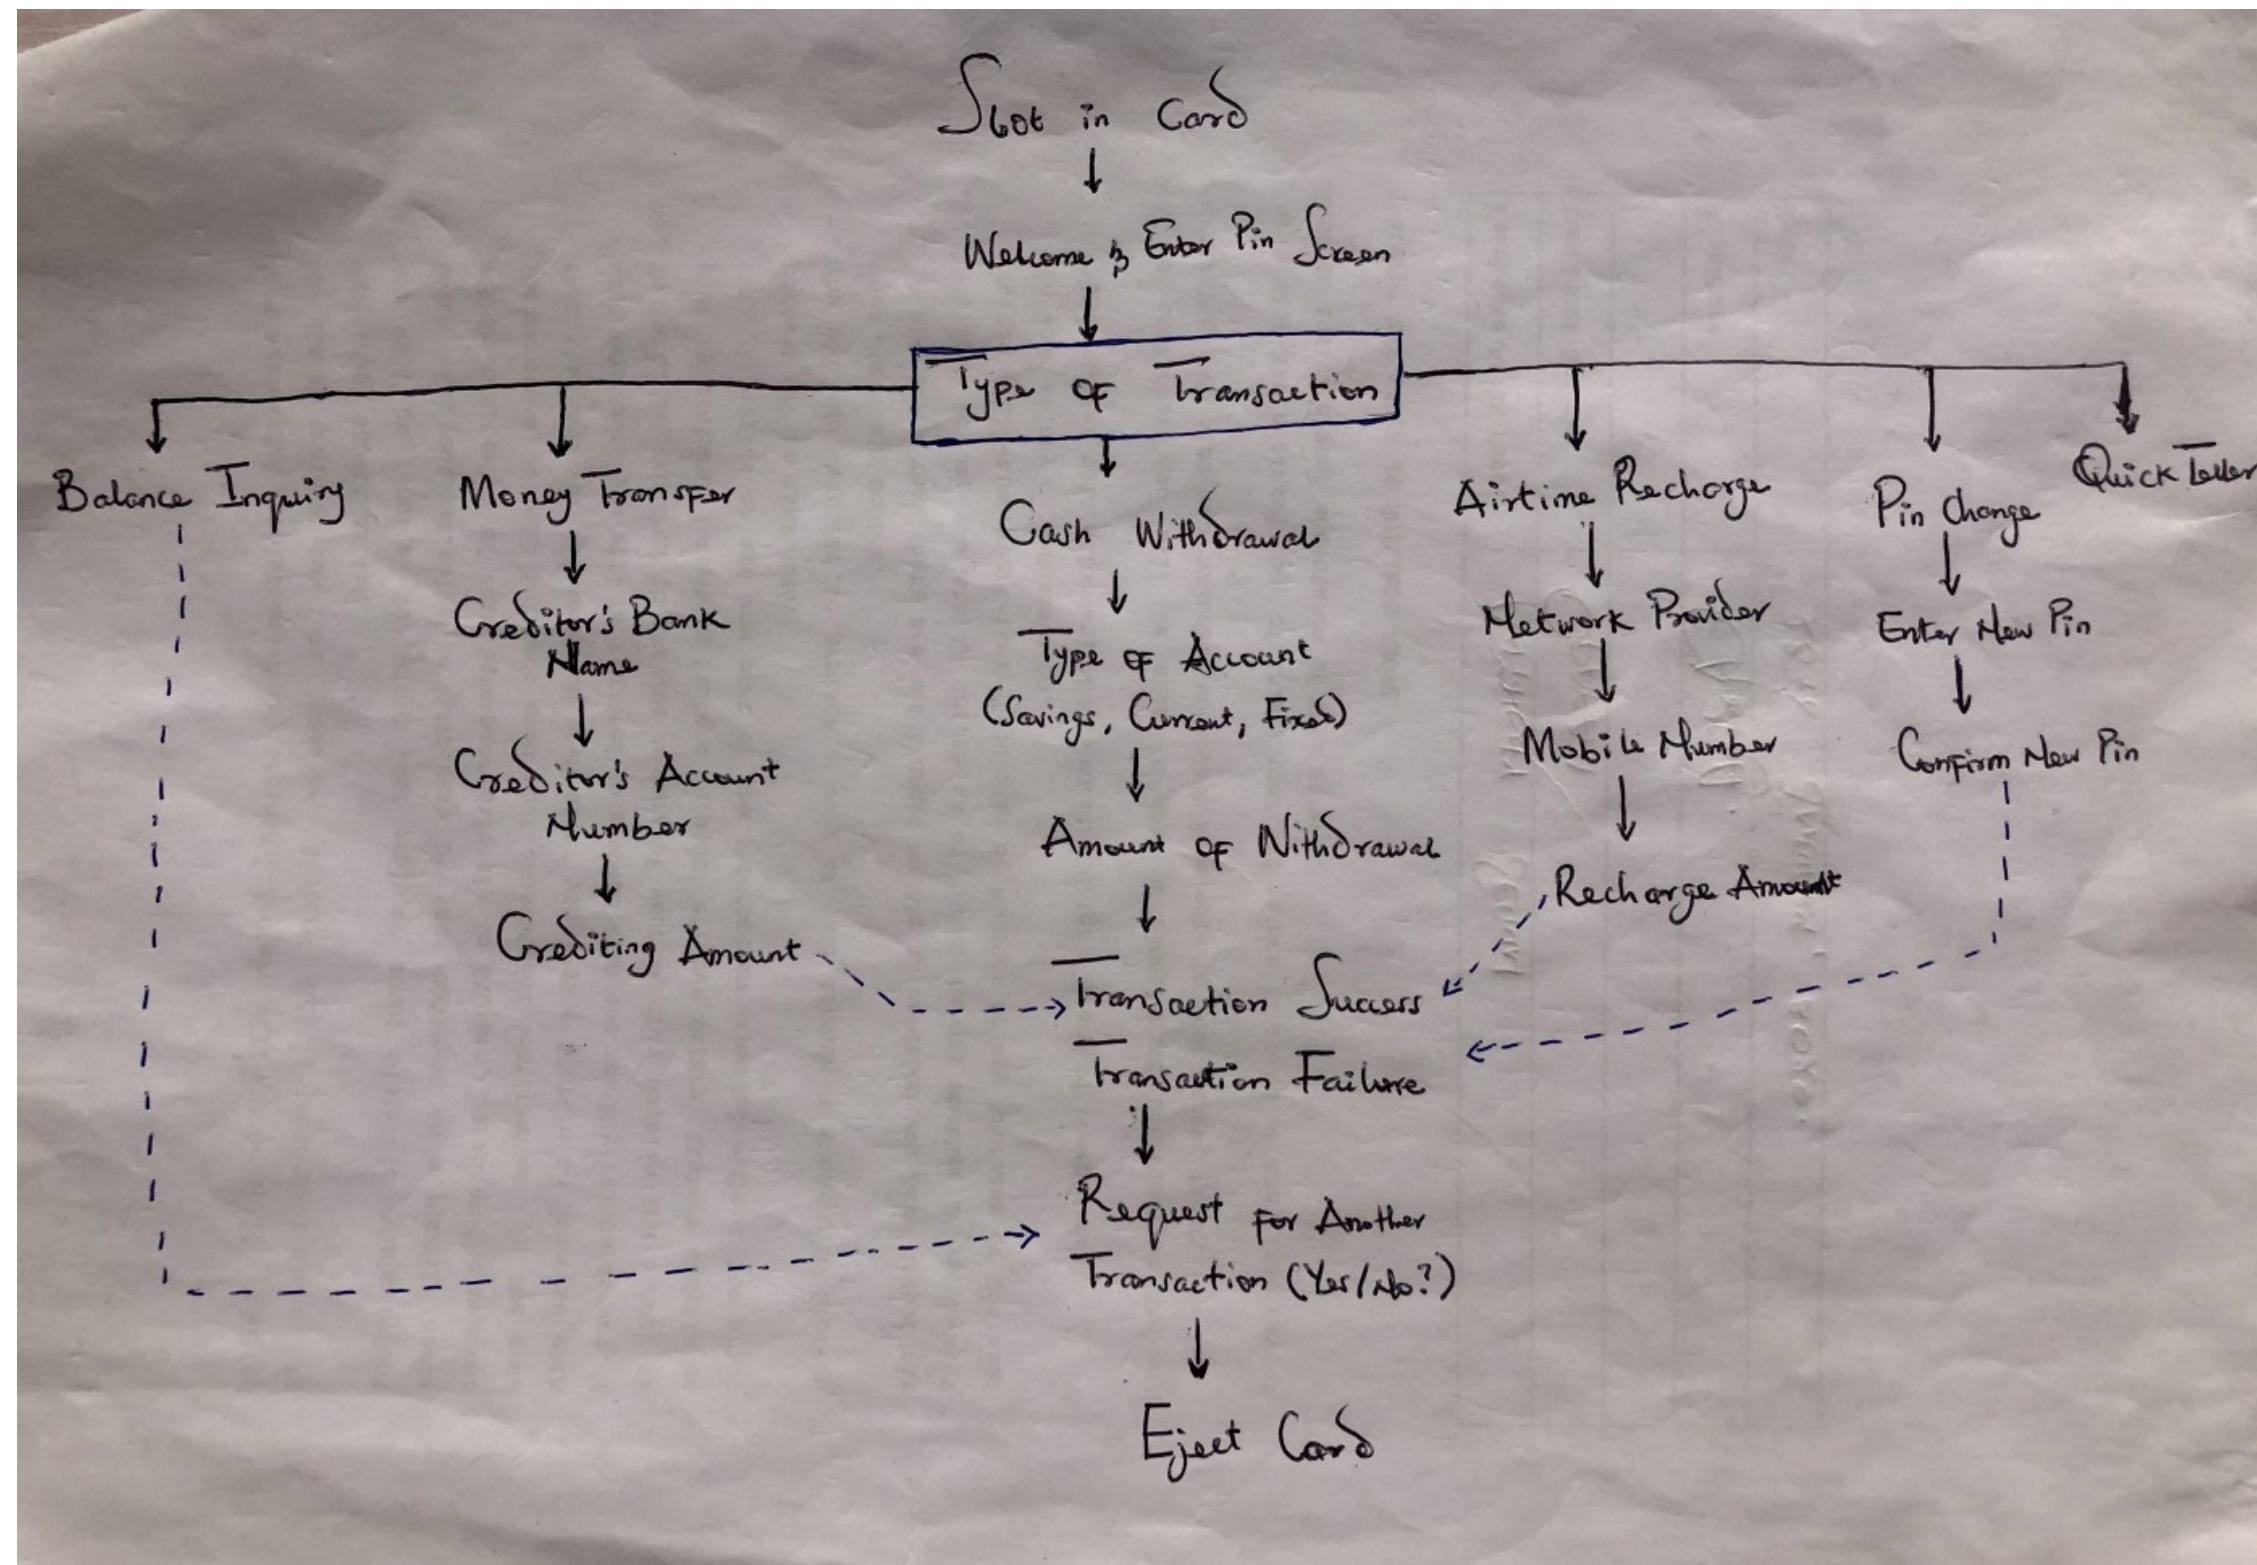 Slot in Card
Welcome & Enter Pin Screen
Type of Transaction
Balance Inquiry
Money Transfer
Creditor's Bank
Name
Creditor's Account
Number
Crediting Amount
Cash Withdrawal
Type of Account
(Savings, Current, Fixed)
Amount of Withdrawal
Transaction Success
Transaction Failure
Request for Another
Transaction (Yes/No?)
Eject Card
Airtime Recharge
Network Provider
Mobile Number
Recharge Amount
Pin Change
Enter New Pin
Confirm New Pin
Quick Teller